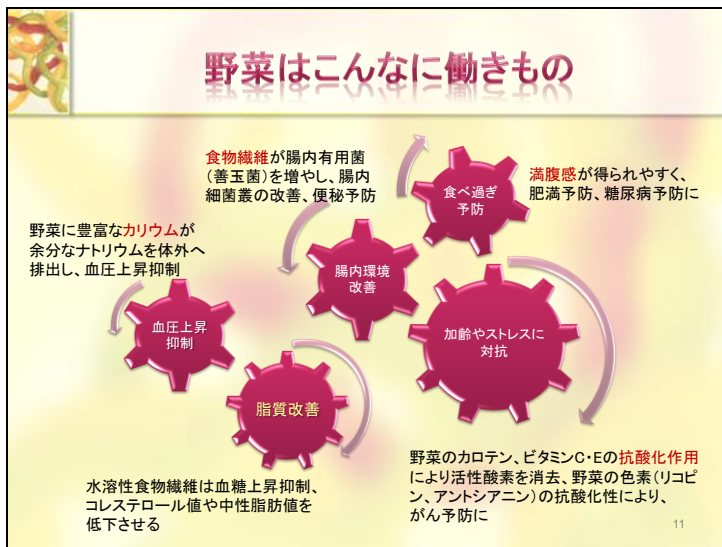 野菜はこんなに働きもの
食物繊維が腸内有用菌
(善玉菌)を増やし、腸内
細菌叢の改善、便秘予防
食べ過ぎ
予防
満腹感が得られやすく、
肥満予防、糖尿病予防に
野菜に豊富なカリウムが
余分なナトリウムを体外へ
排出し、血圧上昇抑制
腸内環境
改善
血圧上昇
抑制
加齢やストレスに
対抗
脂質改善
野菜のカロテン、ビタミンC・Eの抗酸化作用
により活性酸素を消去、野菜の色素(リコピ
ン、アントシアニン)の抗酸化性により、
がん予防に
水溶性食物繊維は血糖上昇抑制、
コレステロール値や中性脂肪値を
低下させる
11